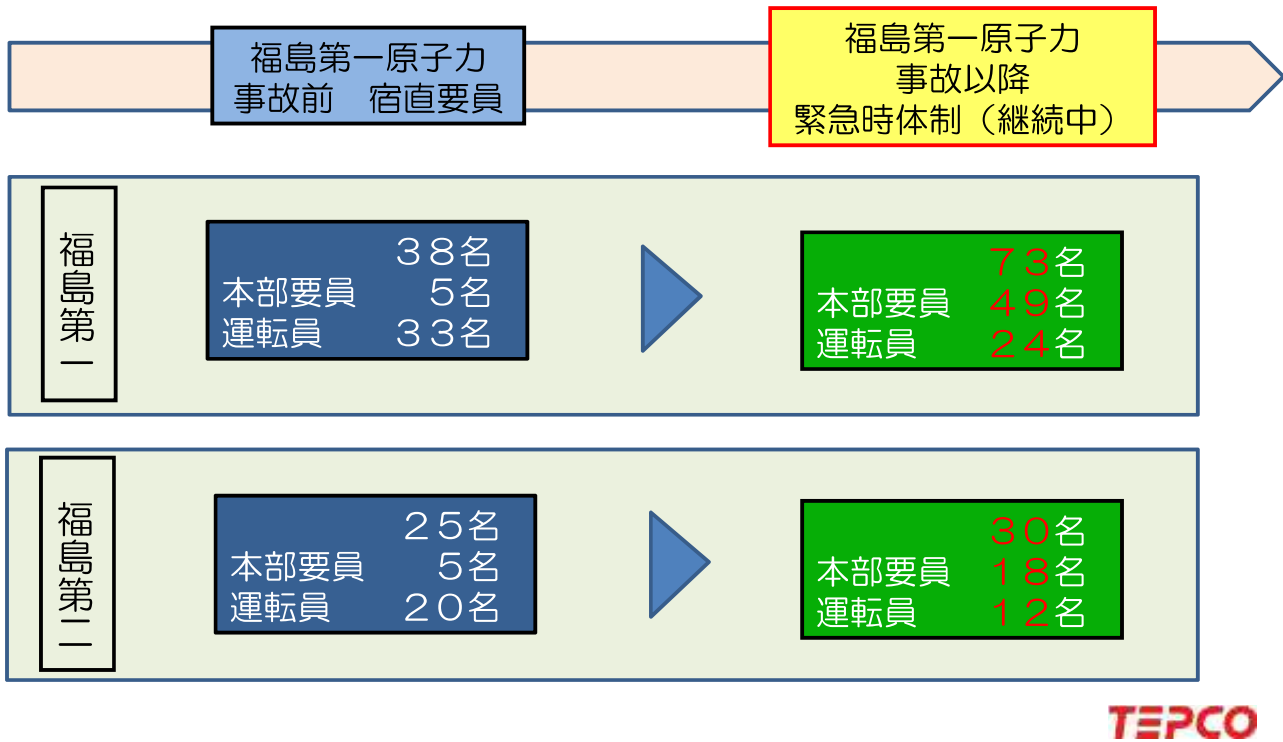 福島第一原子力
事故前　宿直要員
福島第一原子力
事故以降
緊急時体制（継続中）
福島第一
３８名
本部要員　　５名
運転員　　３３名
７３名
本部要員　４９名
運転員　　２４名
福島第二
２５名
本部要員　　５名
運転員　　２０名
３０名
本部要員　１８名
運転員　　１２名
TEPCO